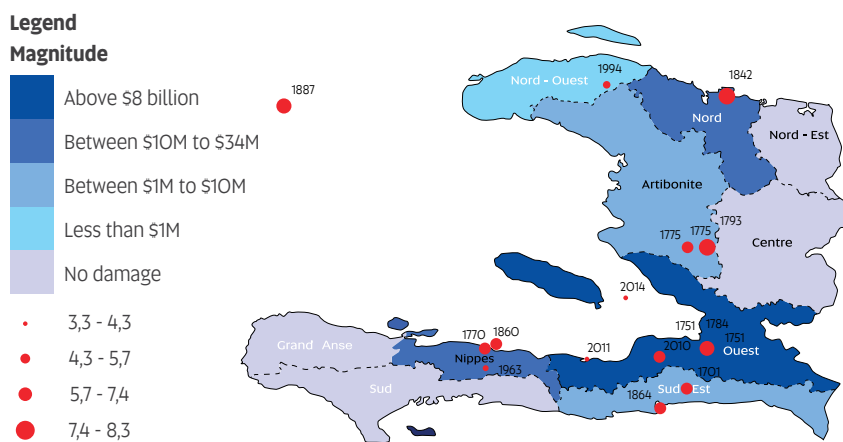 Legend
Magnitude
Above $8 billion
Between $10M to $34M
Between $1M to $10M
Less than $1M
No damage
3,3 - 4,3
4,3 - 5,7
5,7 - 7,4
7,4 - 8,3
1887
1994
1842
Nord - Ouest
Nord
Nord - Est
Artibonite
1793
1775
1775
Centre
2014
1751
1784
1751
1770
1860
2011
2010
Ouest
Grand Anse
Nippes
1963
1701
Sud
1864
Sud Est